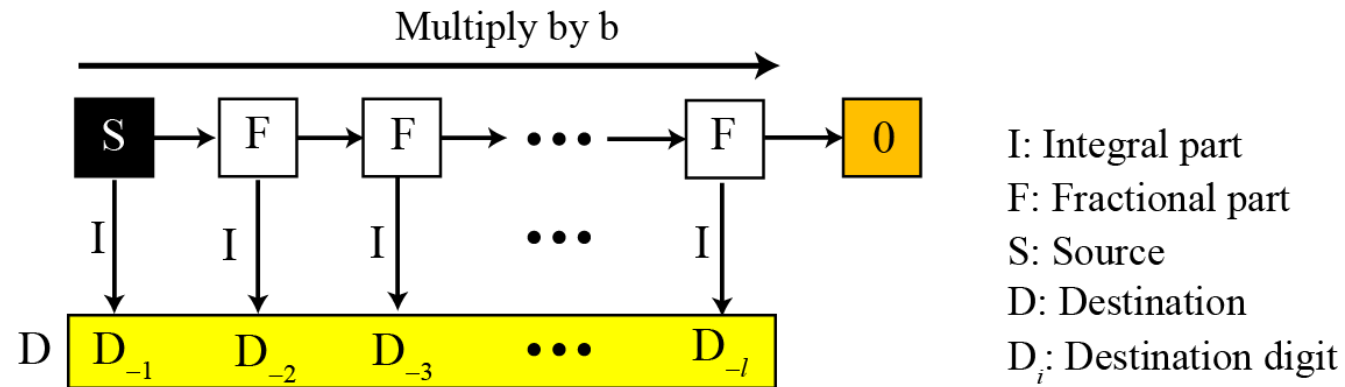 Multiply by b
S F F ••• F 0
I I I ••• I
D D₋₁ D₋₂ D₋₃ ••• D₋ₗ
I: Integral part
F: Fractional part
S: Source
D: Destination
Dᵢ: Destination digit